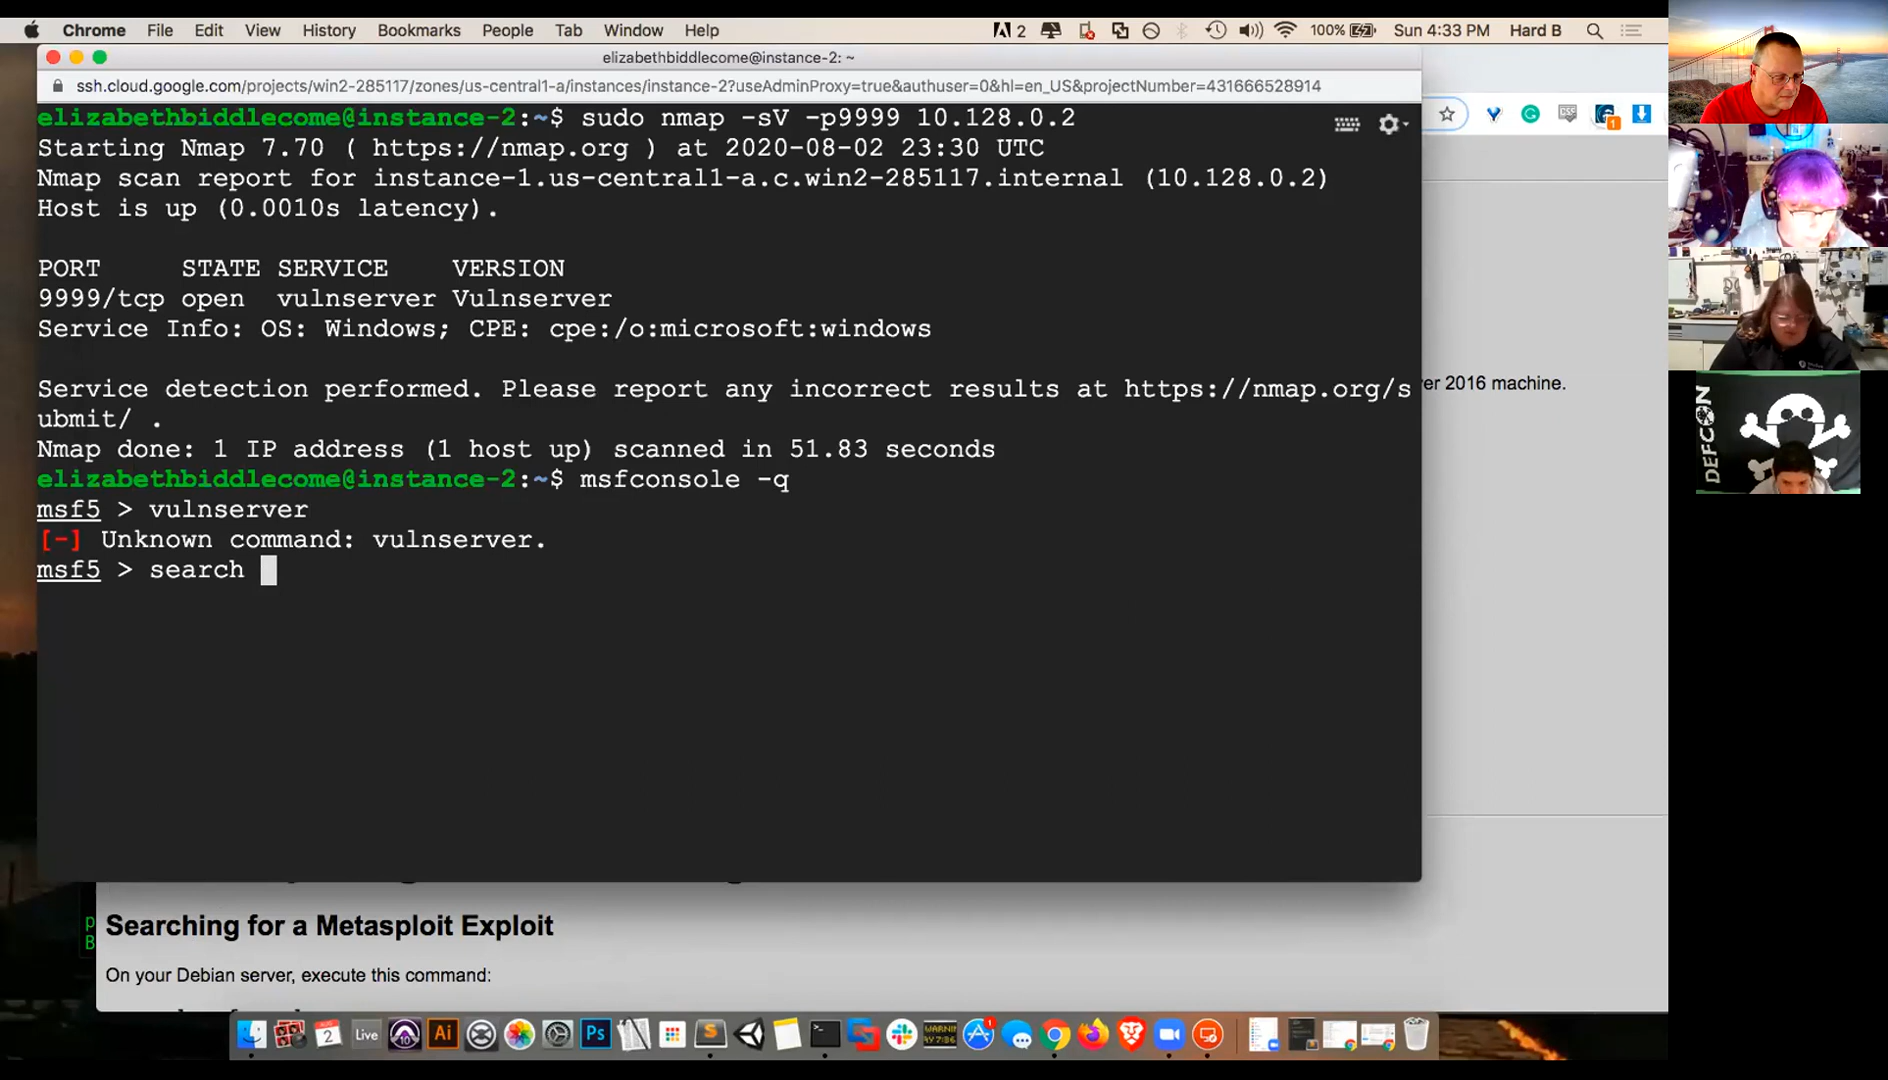 Chrome File Edit View History Bookmarks People Tab Window Help 2 100% Sun 4:33 PM Hard B
elizabethbiddlecome@instance-2: ~
ssh.cloud.google.com/projects/win2-285117/zones/us-central1-a/instances/instance-2?useAdminProxy=true&authuser=0&hl=en_US&projectNumber=431666528914
elizabethbiddlecome@instance-2:~$ sudo nmap -sV -p9999 10.128.0.2
Starting Nmap 7.70 ( https://nmap.org ) at 2020-08-02 23:30 UTC
Nmap scan report for instance-1.us-central1-a.c.win2-285117.internal (10.128.0.2)
Host is up (0.0010s latency).
PORT STATE SERVICE VERSION
9999/tcp open vulnserver Vulnserver
Service Info: OS: Windows; CPE: cpe:/o:microsoft:windows
Service detection performed. Please report any incorrect results at https://nmap.org/s
ubmit/ .
Nmap done: 1 IP address (1 host up) scanned in 51.83 seconds
elizabethbiddlecome@instance-2:~$ msfconsole -q
msf5 > vulnserver
[-] Unknown command: vulnserver.
msf5 > search
er 2016 machine.
DEFCON
p
B
Searching for a Metasploit Exploit
On your Debian server, execute this command:
AUG
2
Live
10
Ai
Ps
1